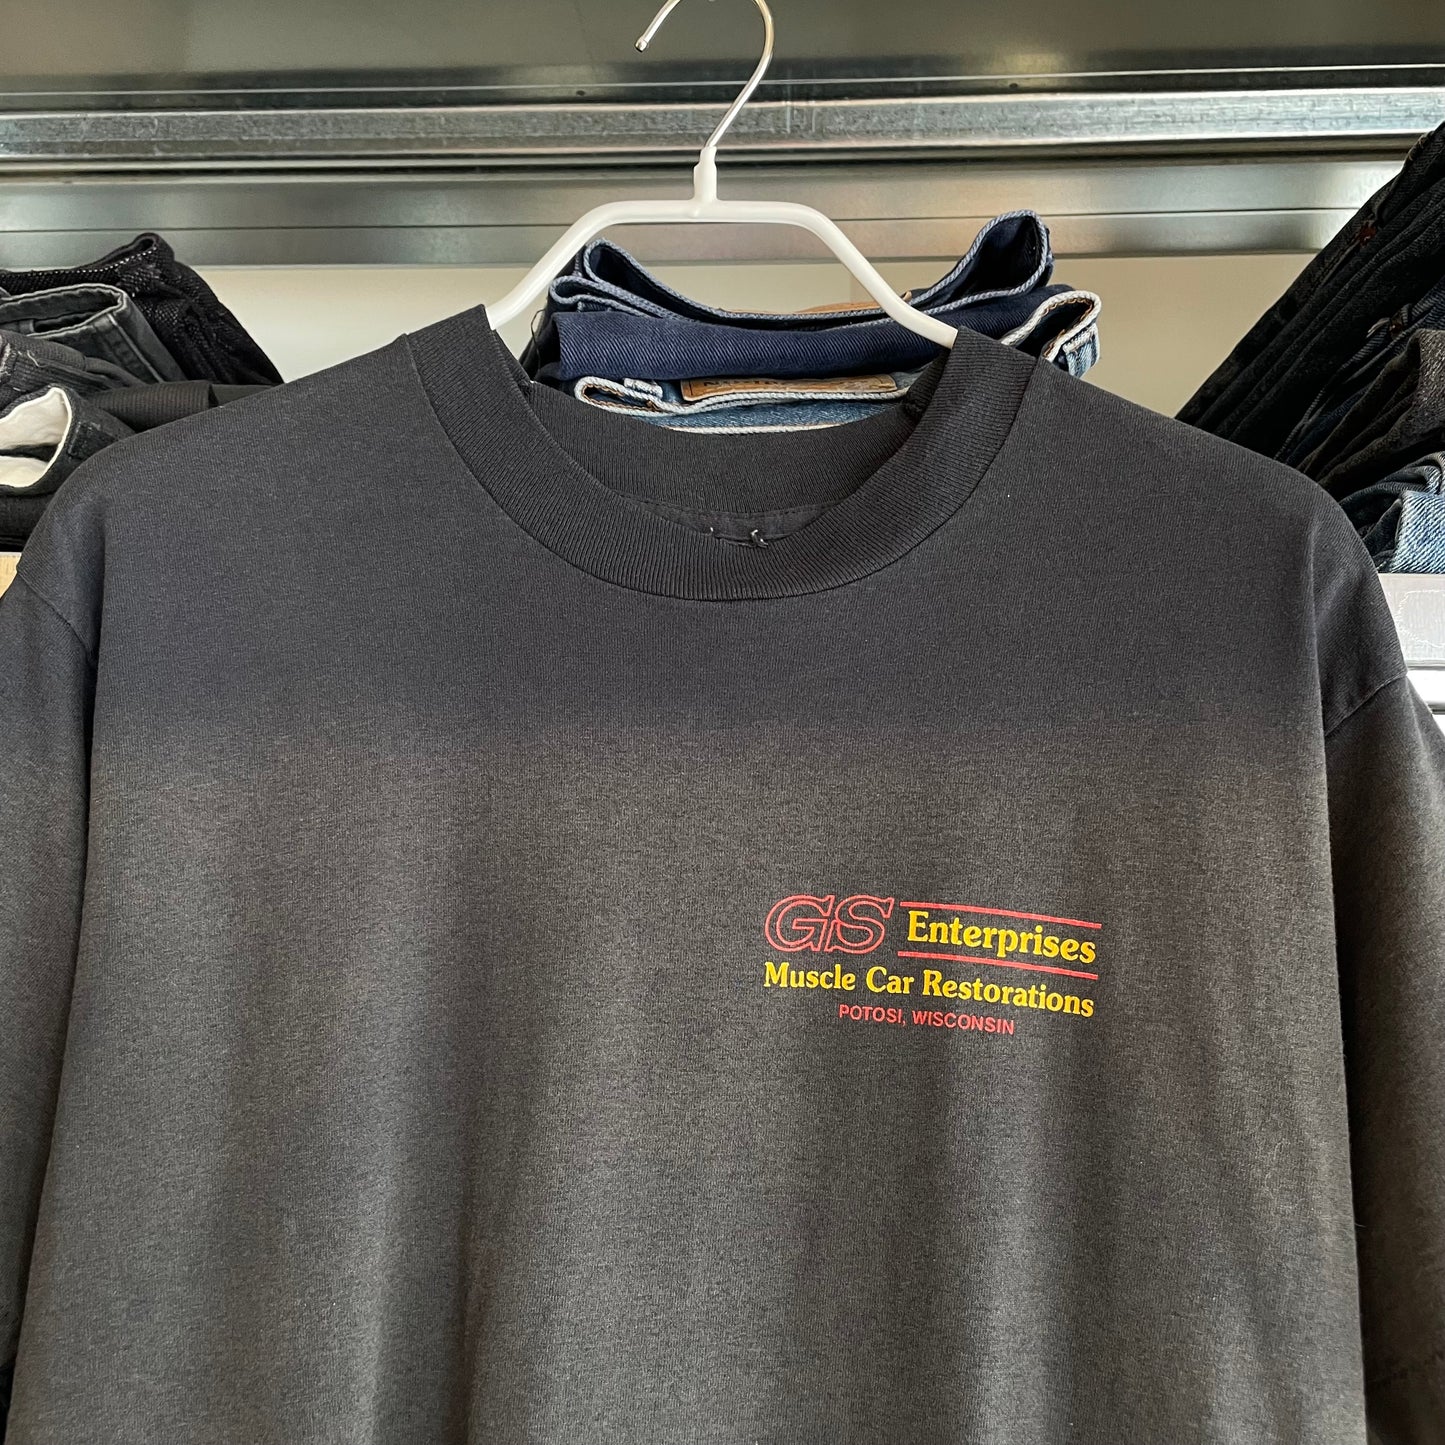 GS Enterprises
Muscle Car Restorations
POTOSI, WISCONSIN